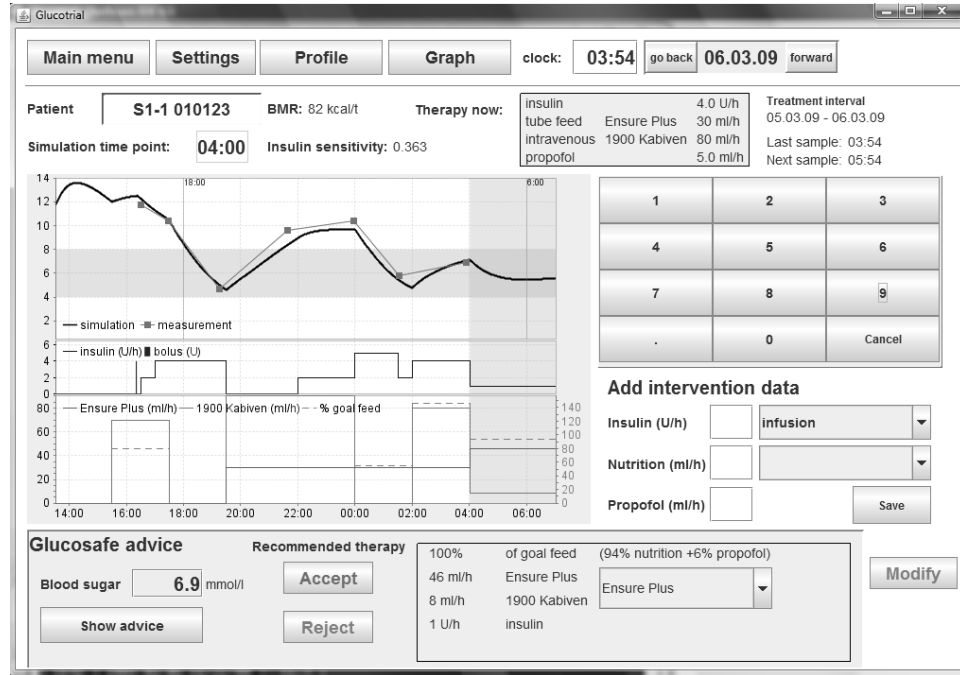 Glucotrial
Main menu Settings Profile Graph clock: 03:54 go back 06.03.09 forward
Patient S1-1 010123 BMR: 82 kcal/t Therapy now:
insulin 4.0 U/h
tube feed Ensure Plus 30 ml/h
intravenous 1900 Kabiven 80 ml/h
propofol 5.0 ml/h
Treatment interval
05.03.09 - 06.03.09
Last sample: 03:54
Next sample: 05:54
Simulation time point: 04:00 Insulin sensitivity: 0.363
18:00 6:00
14
12
10
8
6
4
2
simulation measurement
6
4
2
0
insulin (U/h) bolus (U)
80
60
40
20
0
Ensure Plus (ml/h) 1900 Kabiven (ml/h) % goal feed
140
120
100
80
60
40
20
0
14:00 16:00 18:00 20:00 22:00 00:00 02:00 04:00 06:00
1 2 3
4 5 6
7 8 9
. 0 Cancel
Add intervention data
Insulin (U/h) infusion
Nutrition (ml/h)
Propofol (ml/h) Save
Glucosafe advice
Blood sugar 6.9 mmol/l
Show advice
Recommended therapy
Accept
Reject
100% of goal feed (94% nutrition +6% propofol)
46 ml/h Ensure Plus Ensure Plus
8 ml/h 1900 Kabiven
1 U/h insulin
Modify